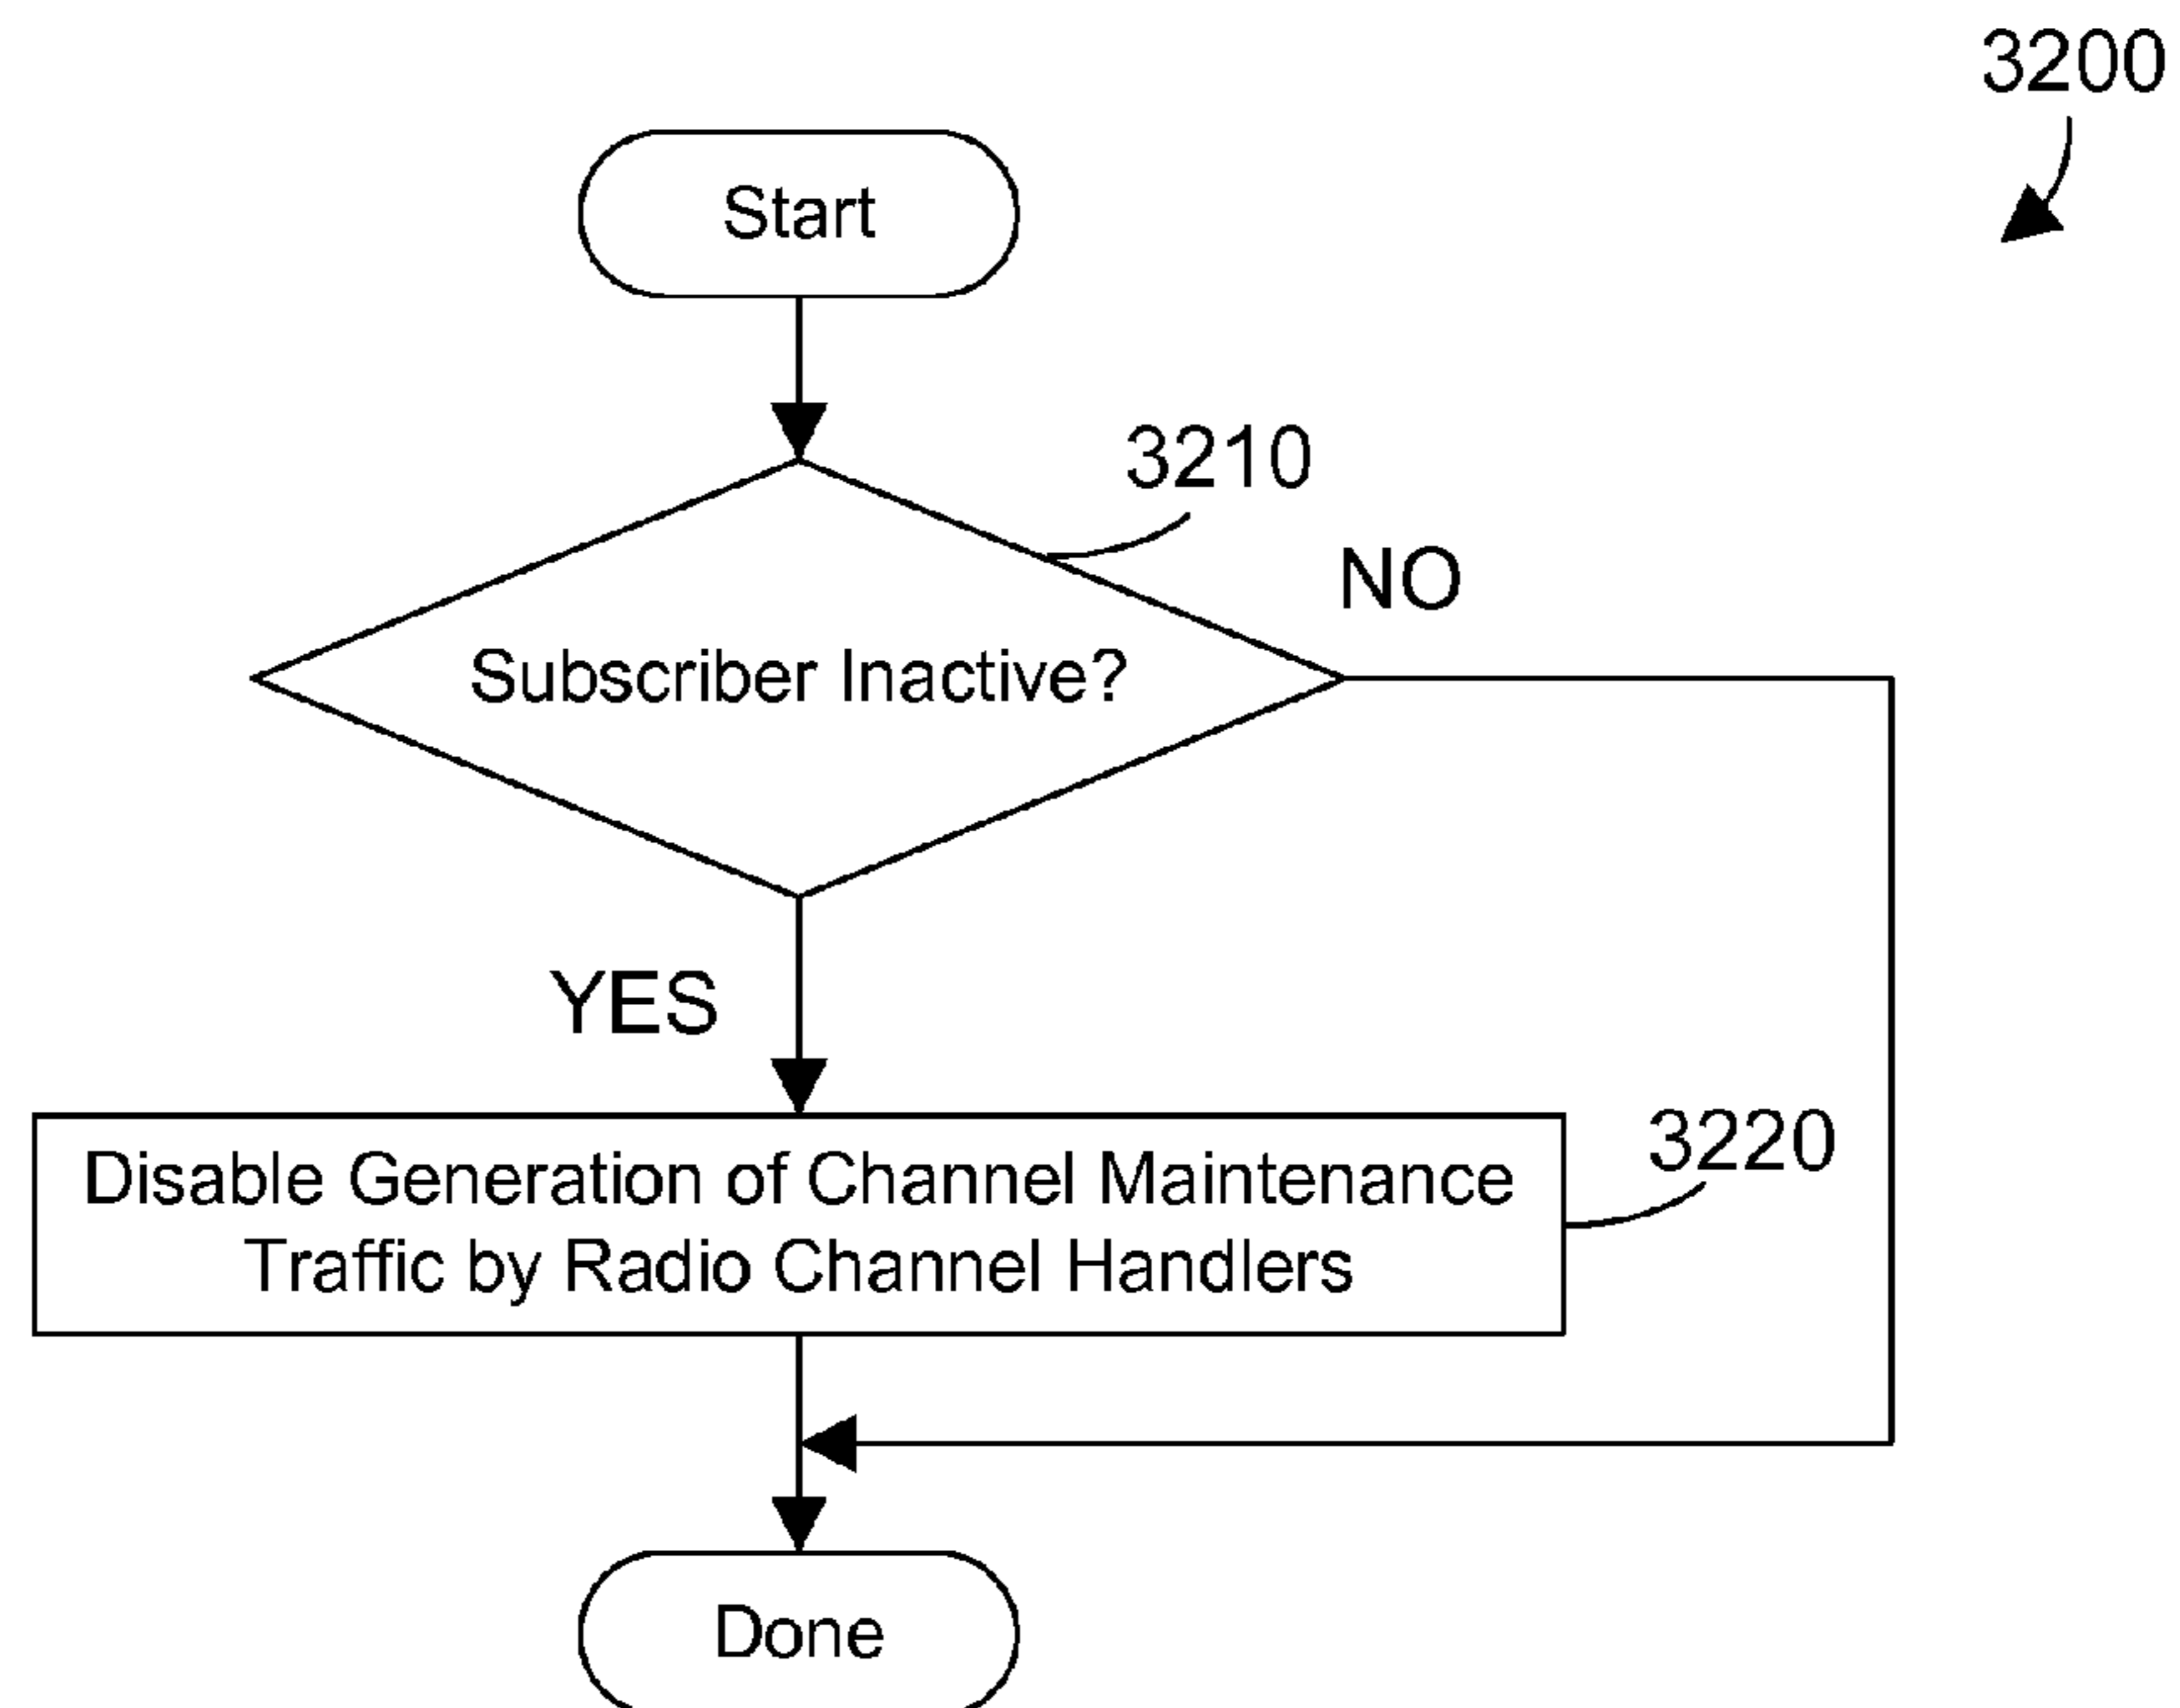 3200
Start
3210
NO
Subscriber Inactive?
YES
3220
Disable Generation of Channel Maintenance
Traffic by Radio Channel Handlers
Done